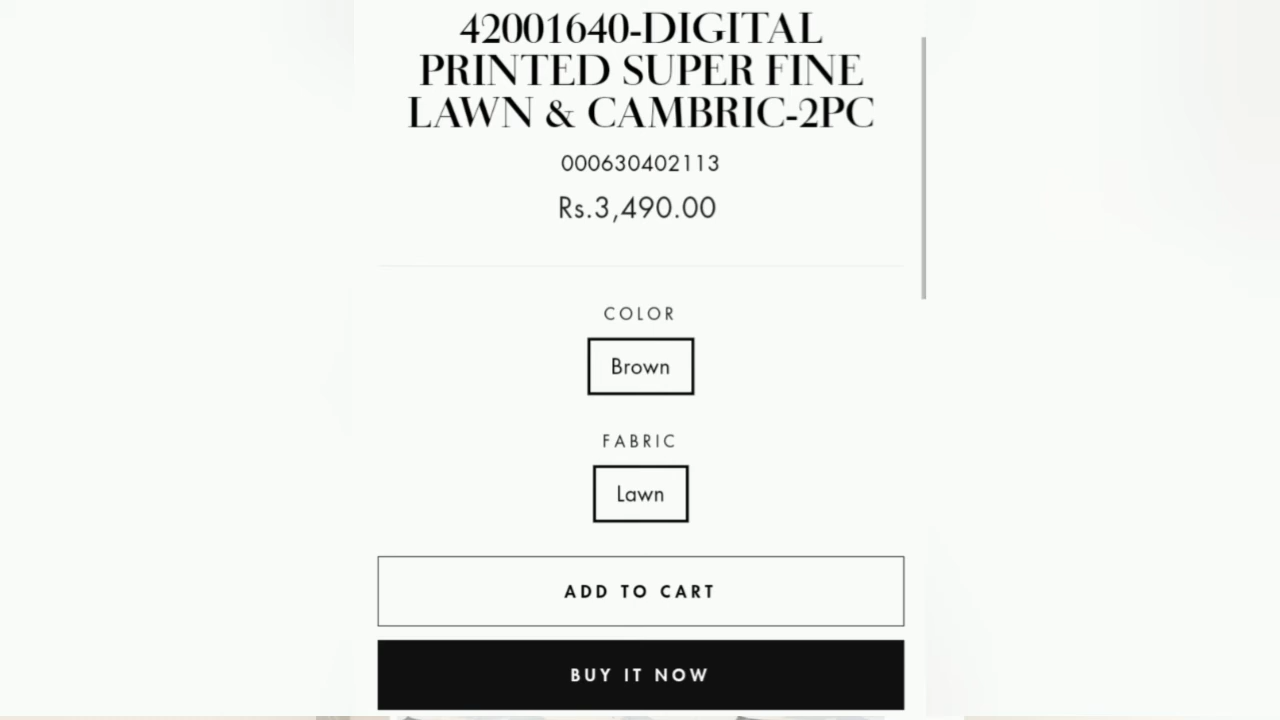 42001640-DIGITAL
PRINTED SUPER FINE
LAWN & CAMBRIC-2PC
000630402113
Rs.3,490.00
COLOR
Brown
FABRIC
Lawn
ADD TO CART
BUY IT NOW